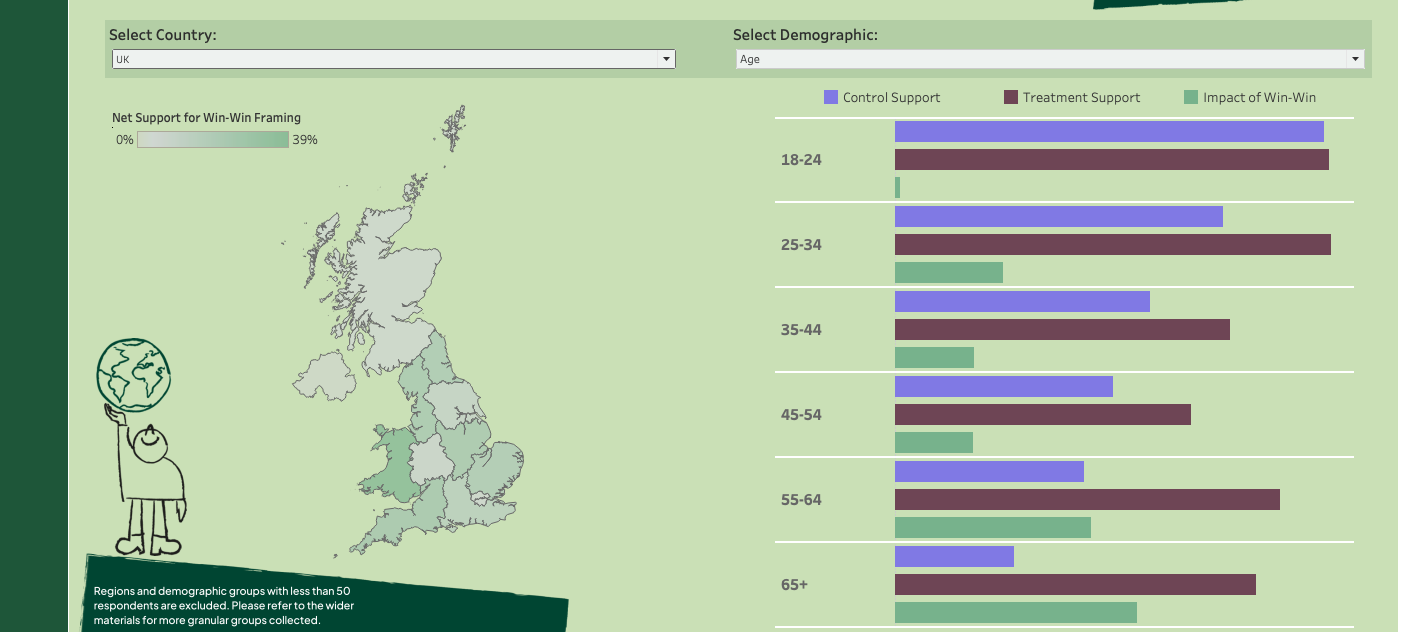 Select Country:
UK
Select Demographic:
Age
Net Support for Win-Win Framing
0%
39%
Control Support
Treatment Support
Impact of Win-Win
18-24
25-34
35-44
45-54
55-64
65+
Regions and demographic groups with less than 50
respondents are excluded. Please refer to the wider
materials for more granular groups collected.